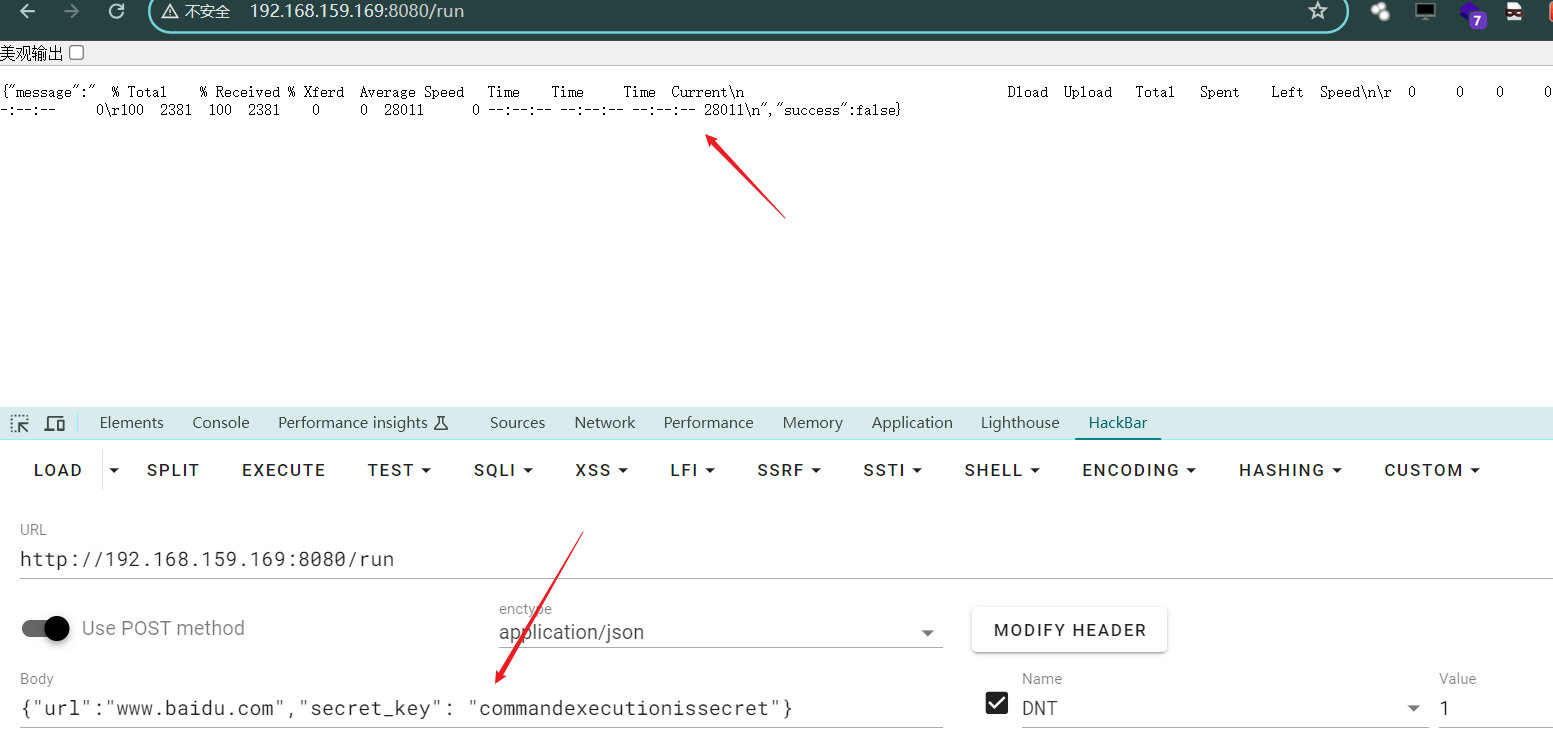 不安全 192.168.159.169:8080/run
7
美观输出
{"message":"  % Total    % Received % Xferd  Average Speed   Time    Time     Time  Current\n                                 Dload  Upload   Total   Spent    Left  Speed\n\r  0     0    0     0
-:--:--     0\r100  2381  100  2381    0     0  28011      0 --:--:-- --:--:-- --:--:-- 28011\n","success":false}
Elements Console Performance insights Sources Network Performance Memory Application Lighthouse HackBar
LOAD SPLIT EXECUTE TEST SQLI XSS LFI SSRF SSTI SHELL ENCODING HASHING CUSTOM
URL
http://192.168.159.169:8080/run
Use POST method
enctype
application/json
MODIFY HEADER
Body
{"url":"www.baidu.com","secret_key": "commandexecutionissecret"}
Name
DNT
Value
1